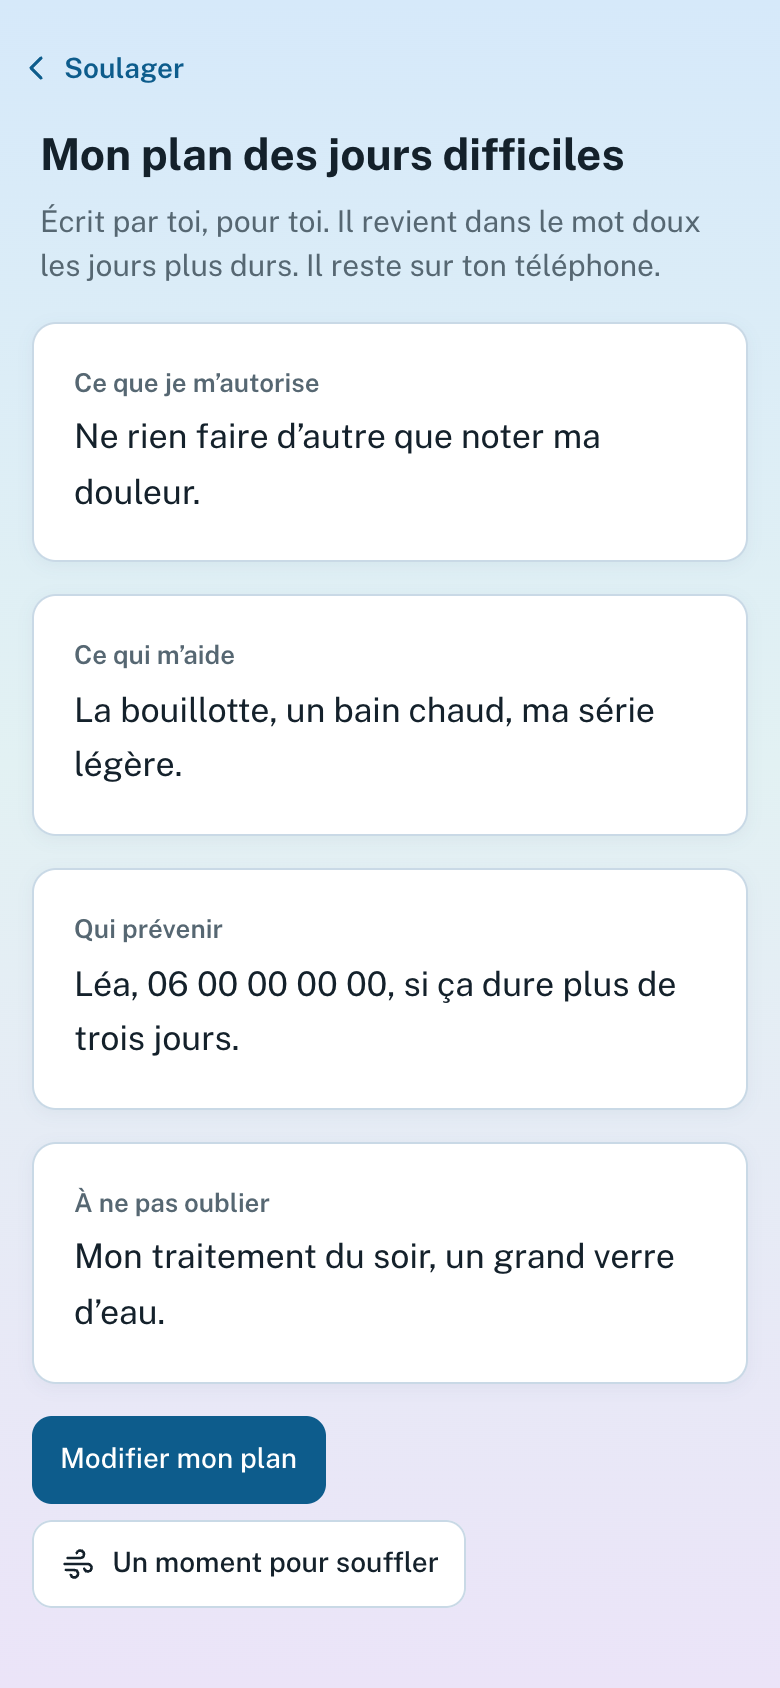 Soulager
Mon plan des jours difficiles
Écrit par toi, pour toi. Il revient dans le mot doux
les jours plus durs. Il reste sur ton téléphone.
Ce que je m’autorise
Ne rien faire d’autre que noter ma
douleur.
Ce qui m’aide
La bouillotte, un bain chaud, ma série
légère.
Qui prévenir
Léa, 06 00 00 00 00, si ça dure plus de
trois jours.
À ne pas oublier
Mon traitement du soir, un grand verre
d’eau.
Modifier mon plan
Un moment pour souffler